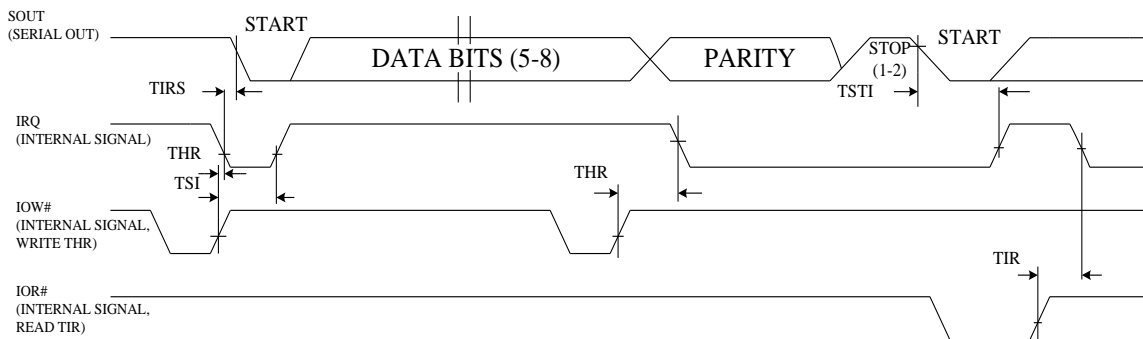 SOUT
(SERIAL OUT)
START
DATA BITS (5-8)
PARITY
STOP
(1-2)
START
TIRS
TSTI
IRQ
(INTERNAL SIGNAL)
THR
TSI
THR
IOW#
(INTERNAL SIGNAL,
WRITE THR)
TIR
IOR#
(INTERNAL SIGNAL,
READ TIR)